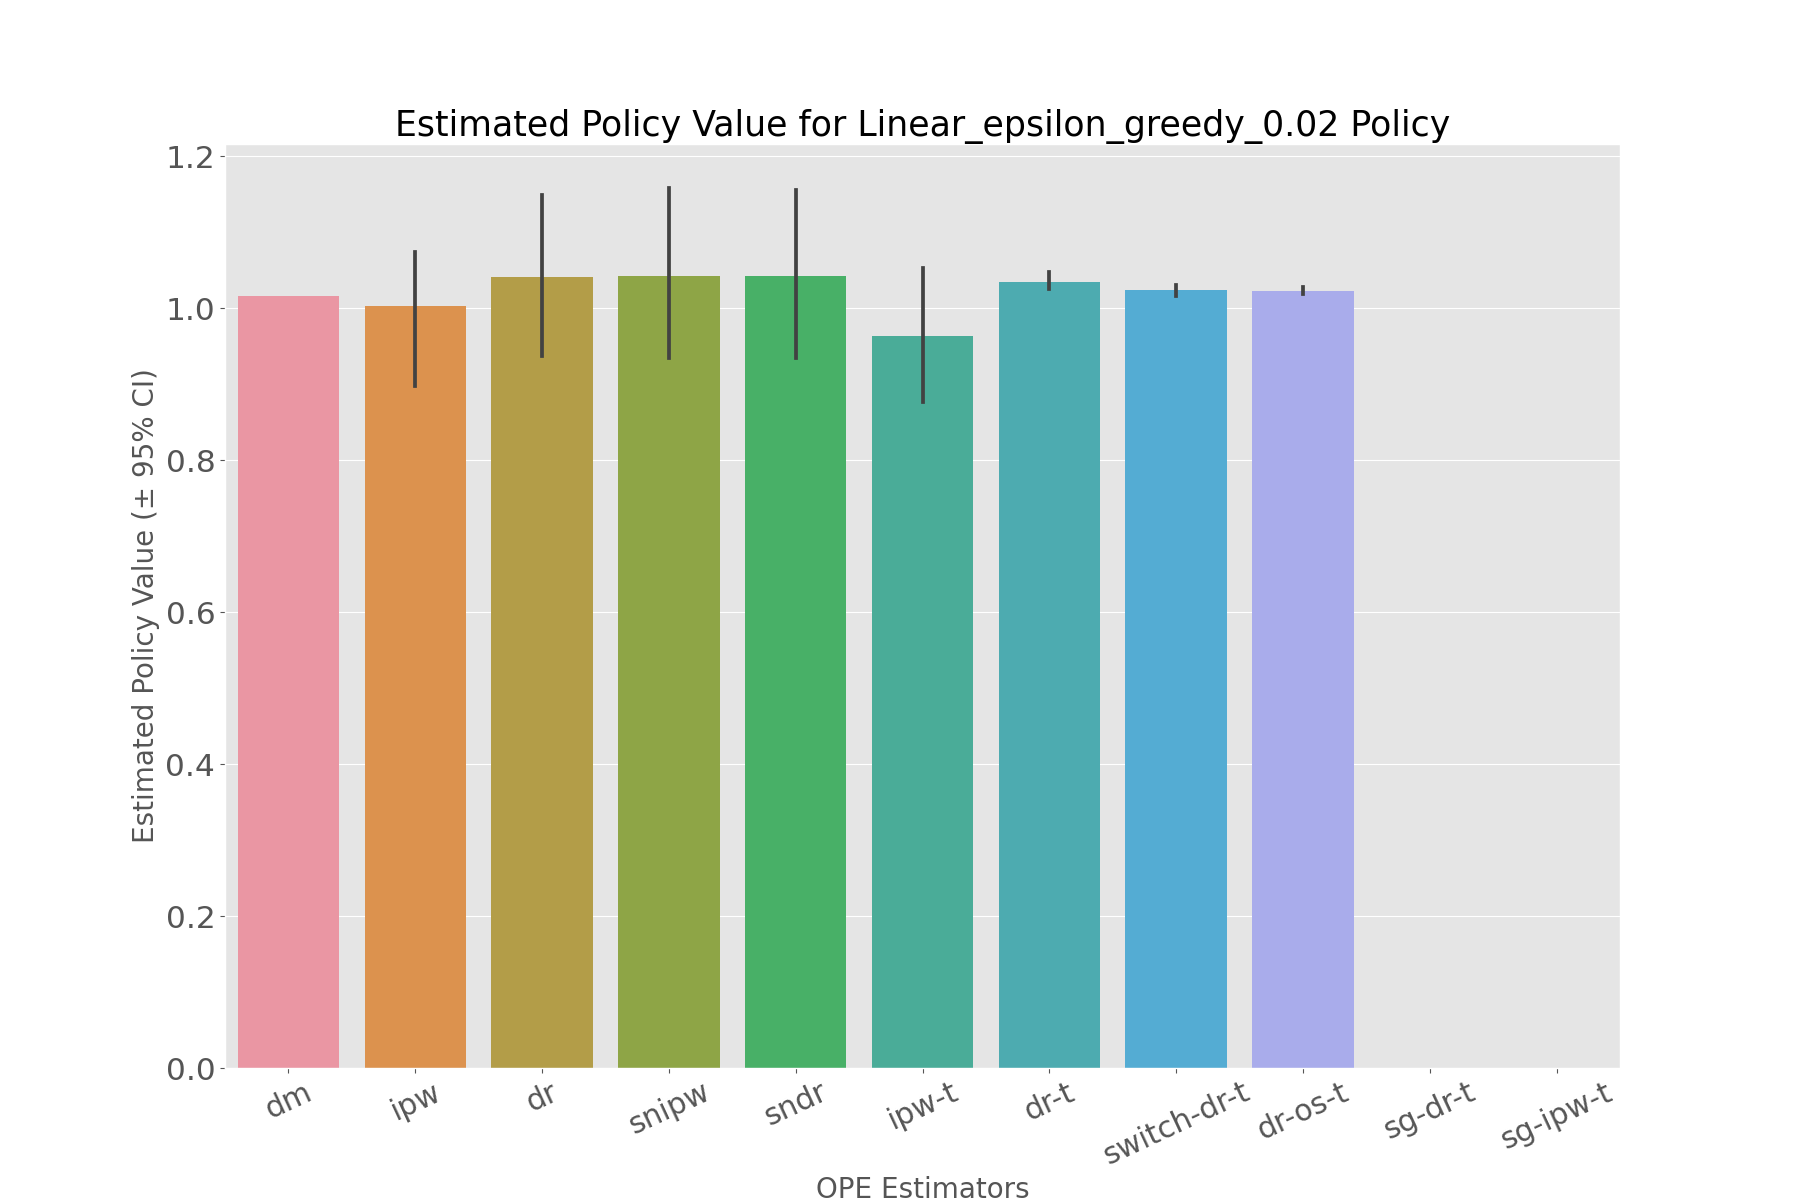 Estimated Policy Value for Linear_epsilon_greedy_0.02 Policy
Estimated Policy Value (± 95% CI)
1.2
1.0
0.8
0.6
0.4
0.2
0.0
dm
ipw
dr
snipw
sndr
ipw-t
dr-t
switch-dr-t
dr-os-t
sg-dr-t
sg-ipw-t
OPE Estimators